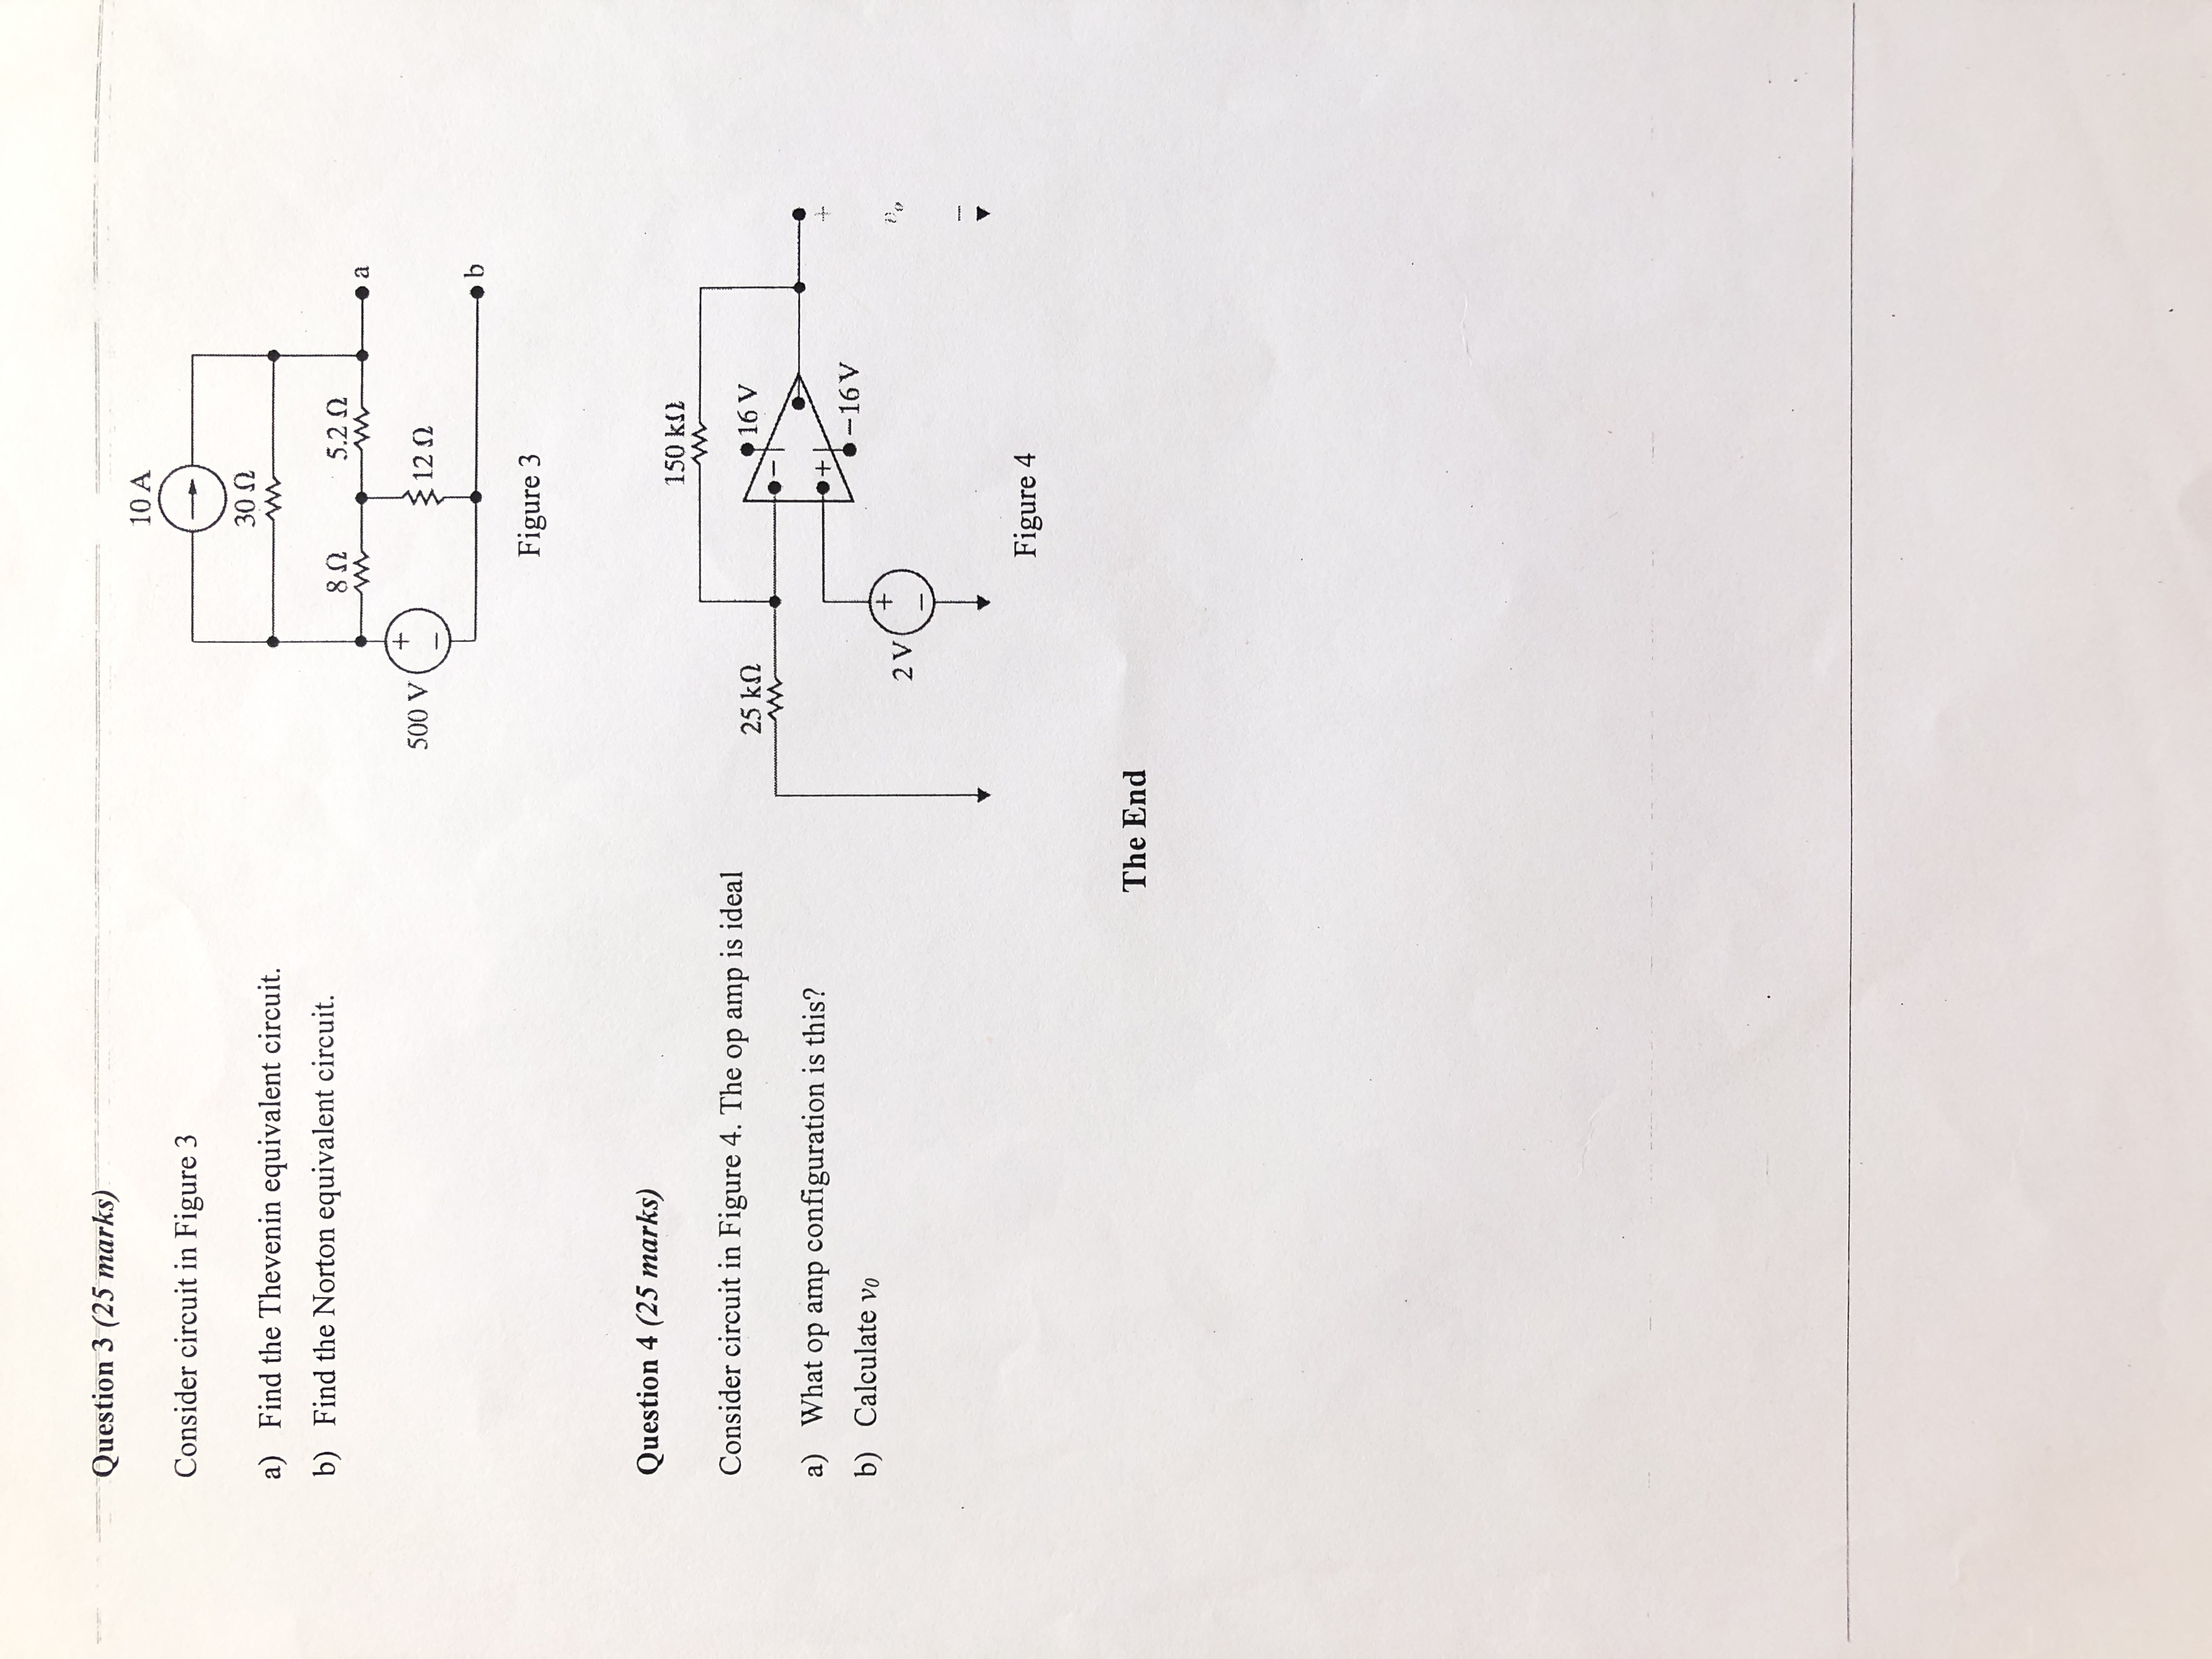 Question 3 (25 marks)
Consider circuit in Figure 3
a) Find the Thevenin equivalent circuit.
b) Find the Norton equivalent circuit.
10 A
30 Ω
8 Ω
5.2 Ω
a
500 V
+
−
12 Ω
b
Figure 3
Question 4 (25 marks)
Consider circuit in Figure 4. The op amp is ideal
a) What op amp configuration is this?
b) Calculate v0
150 kΩ
25 kΩ
16 V
−
+
−16 V
+
2 V
+
−
vo
−
Figure 4
The End